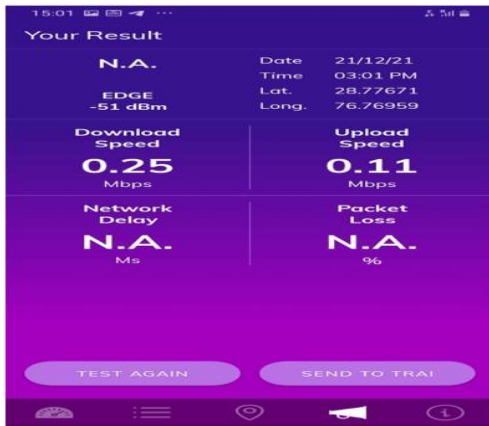 15:01
Your Result
N.A.
EDGE
-51 dBm
Date 21/12/21
Time 03:01 PM
Lat. 28.77671
Long. 76.76959
Download Speed
0.25
Mbps
Upload Speed
0.11
Mbps
Network Delay
N.A.
Ms
Packet Loss
N.A.
%
TEST AGAIN
SEND TO TRAI